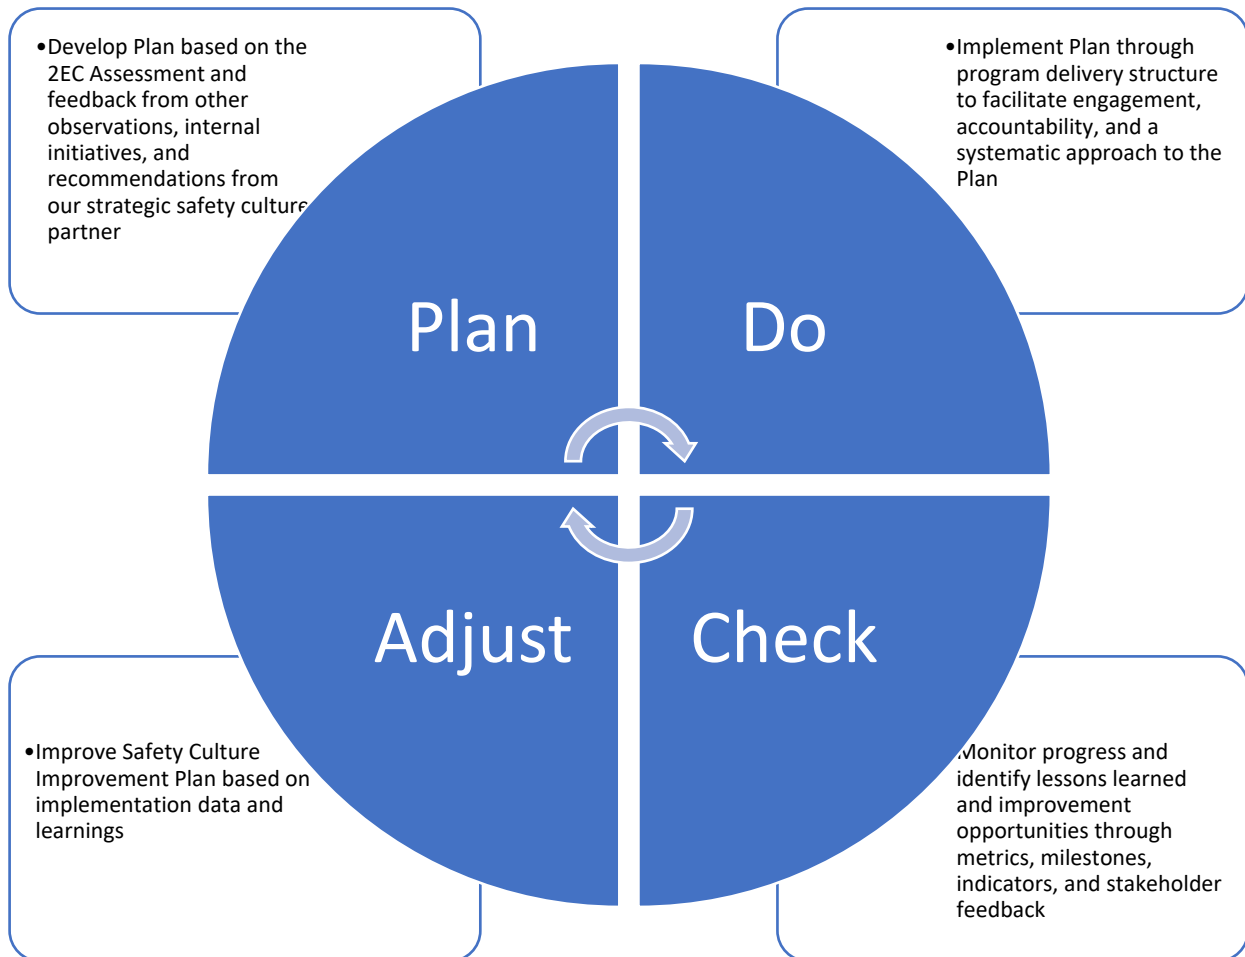 •Develop Plan based on the
2EC Assessment and
feedback from other
observations, internal
initiatives, and
recommendations from
our strategic safety culture
partner
•Implement Plan through
program delivery structure
to facilitate engagement,
accountability, and a
systematic approach to the
Plan
Plan
Do
Adjust
Check
•Improve Safety Culture
Improvement Plan based on
implementation data and
learnings
Monitor progress and
identify lessons learned
and improvement
opportunities through
metrics, milestones,
indicators, and stakeholder
feedback